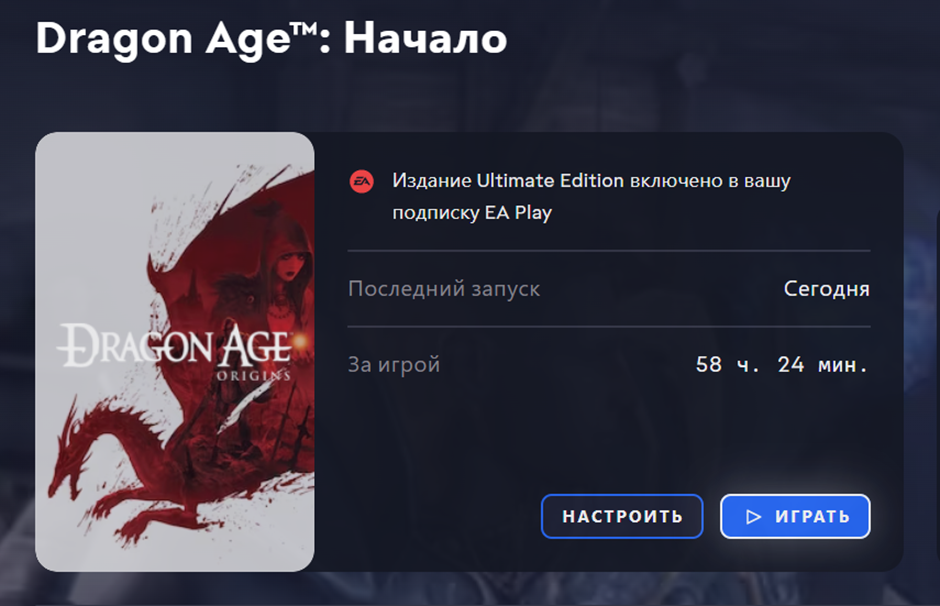 Dragon Age™: Начало
EA
Издание Ultimate Edition включено в вашу
подписку EA Play
Последний запуск
Сегодня
За игрой
58 ч. 24 мин.
DRAGON AGE
ORIGINS
НАСТРОИТЬ
ИГРАТЬ